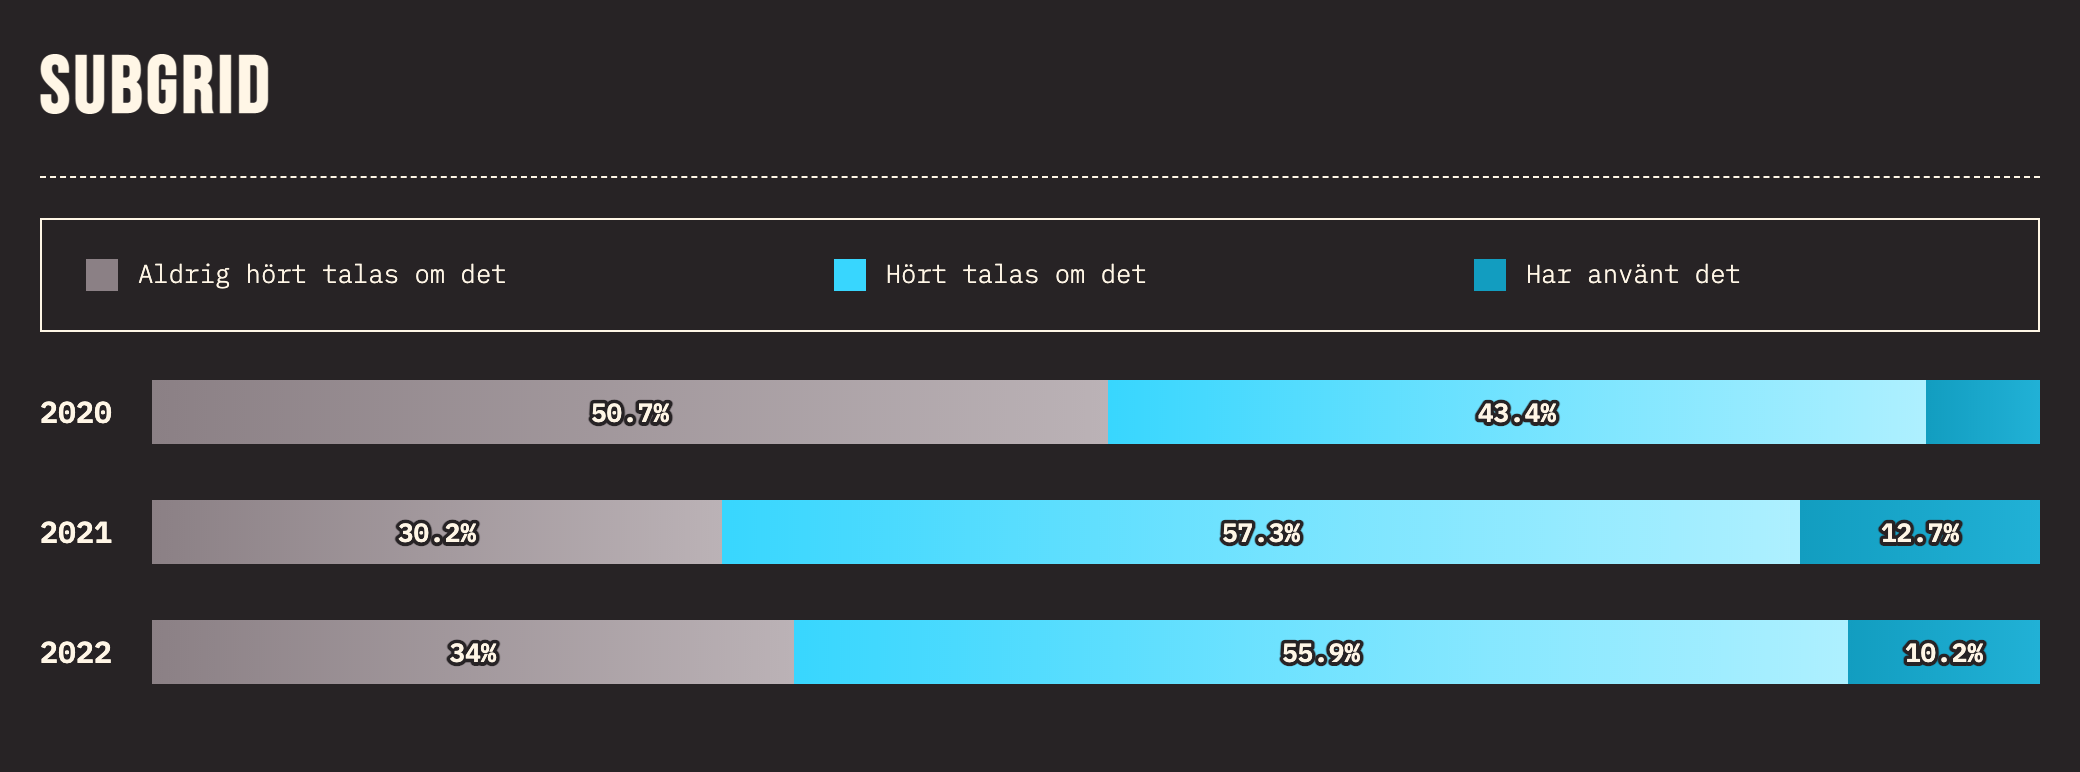 SUBGRID
Aldrig hört talas om det Hört talas om det Har använt det
2020 50.7% 43.4%
2021 30.2% 57.3% 12.7%
2022 34% 55.9% 10.2%